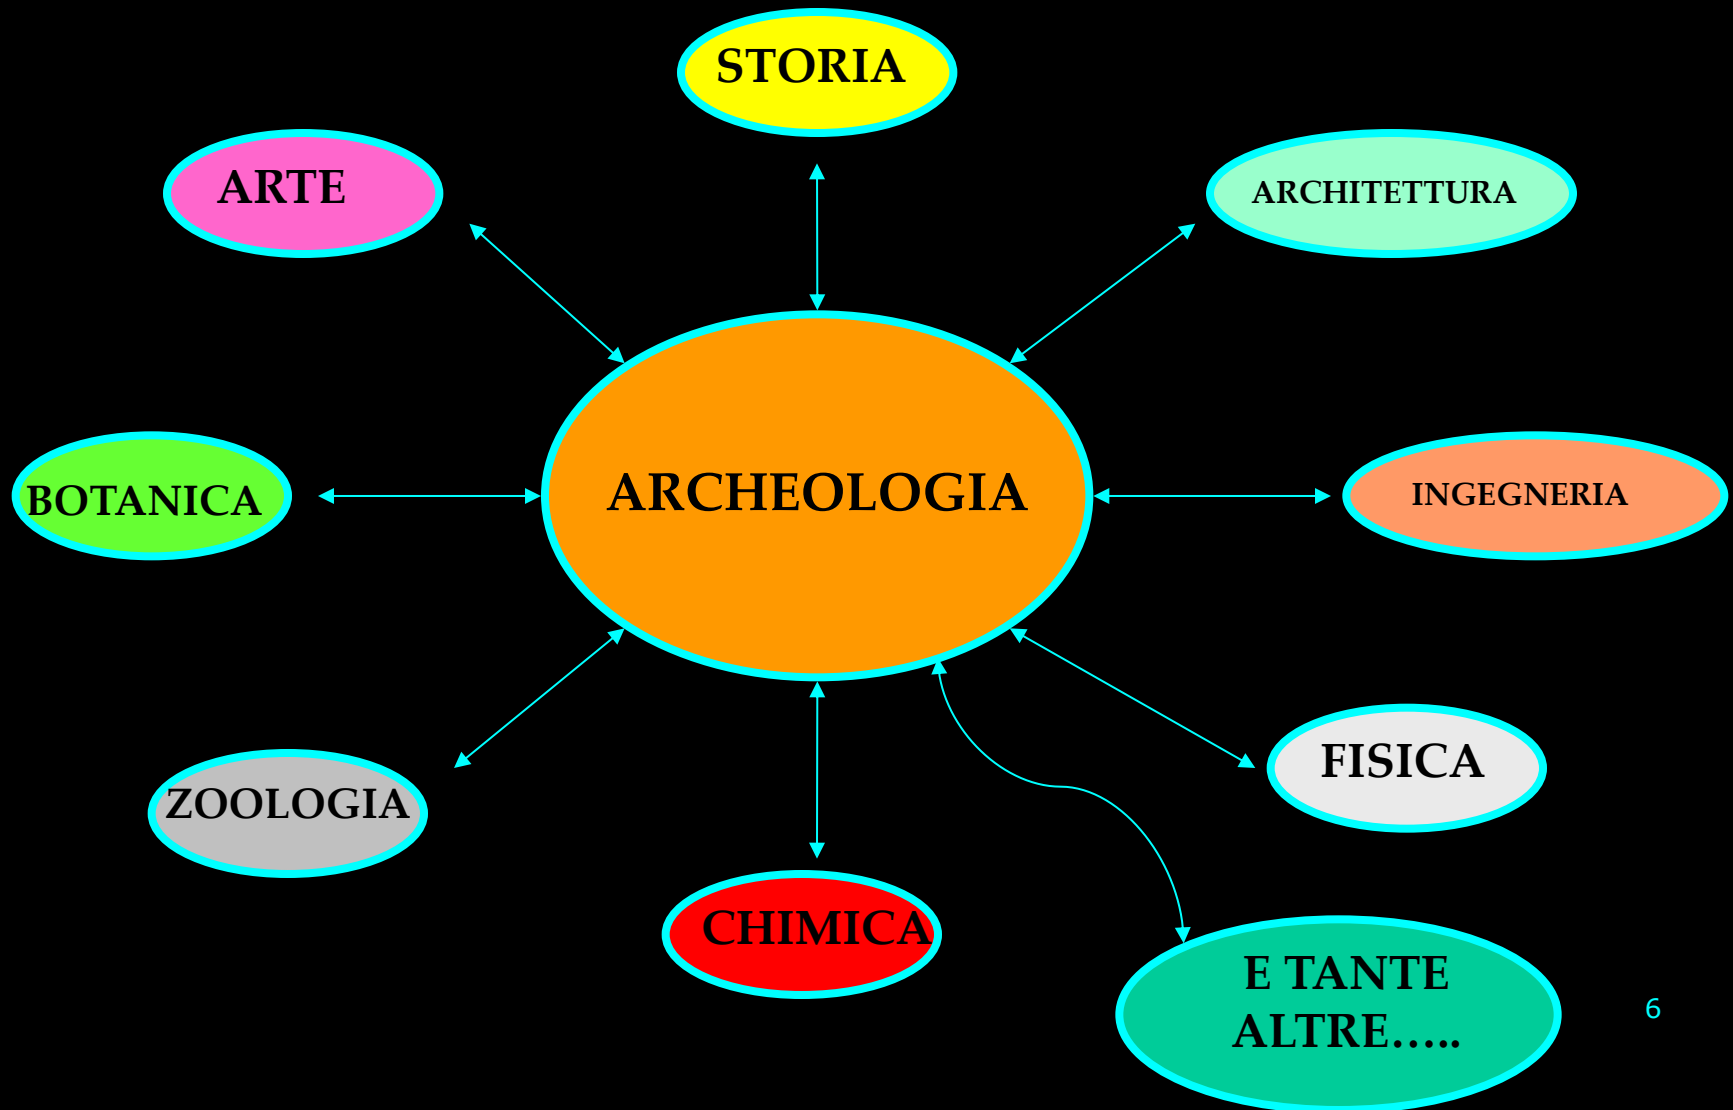 STORIA
ARTE
ARCHITETTURA
BOTANICA
ARCHEOLOGIA
INGEGNERIA
FISICA
ZOOLOGIA
CHIMICA
E TANTE
ALTRE…..
6